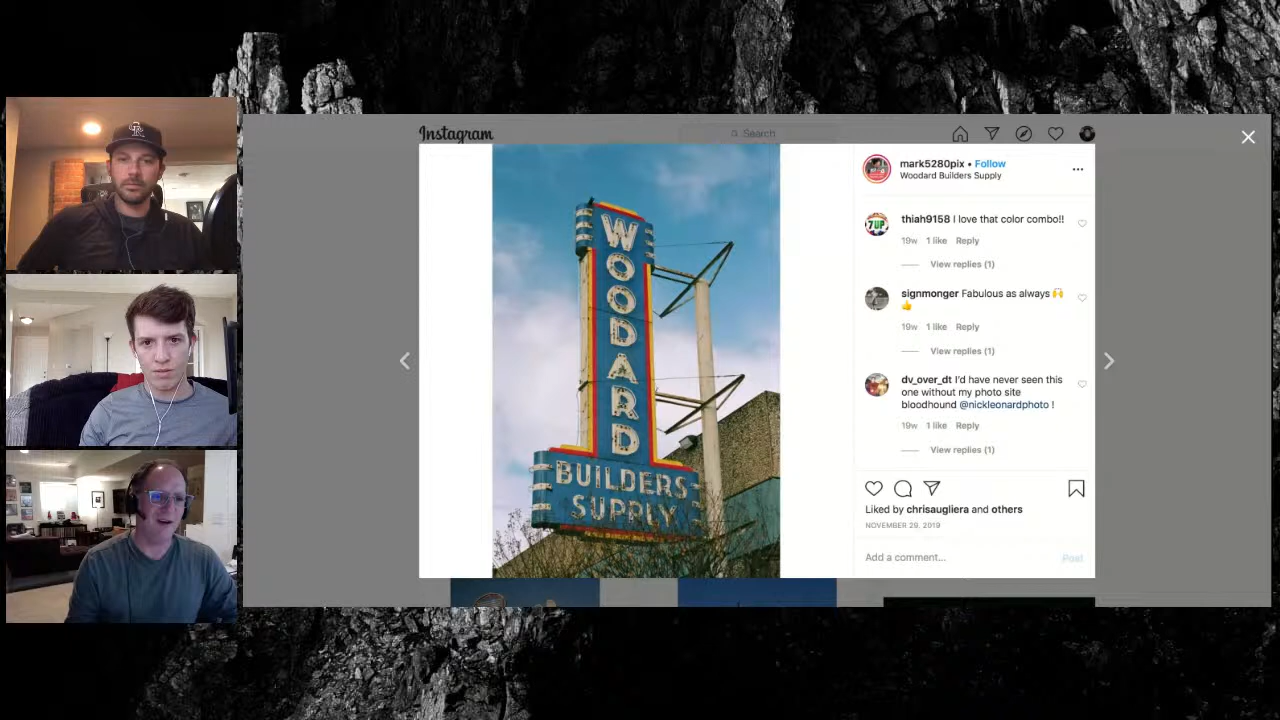 Instagram
Search
WOODARD
BUILDERS
SUPPLY
mark5280pix • Follow
Woodard Builders Supply
7UP
thiah9158 I love that color combo!!
19w 1 like Reply
View replies (1)
signmonger Fabulous as always 🙌
👍
19w 1 like Reply
View replies (1)
dv_over_dt I'd have never seen this
one without my photo site
bloodhound @nickleonardphoto !
19w 1 like Reply
View replies (1)
Liked by chrisaugliera and others
NOVEMBER 29, 2019
Add a comment...
Post